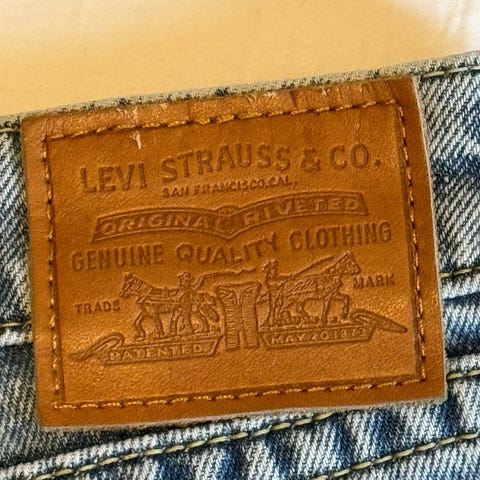 LEVI STRAUSS & CO.
SAN FRANCISCO,CAL.
ORIGINAL RIVETED
GENUINE QUALITY CLOTHING
TRADE MARK
PATENTED MAY 20 1873